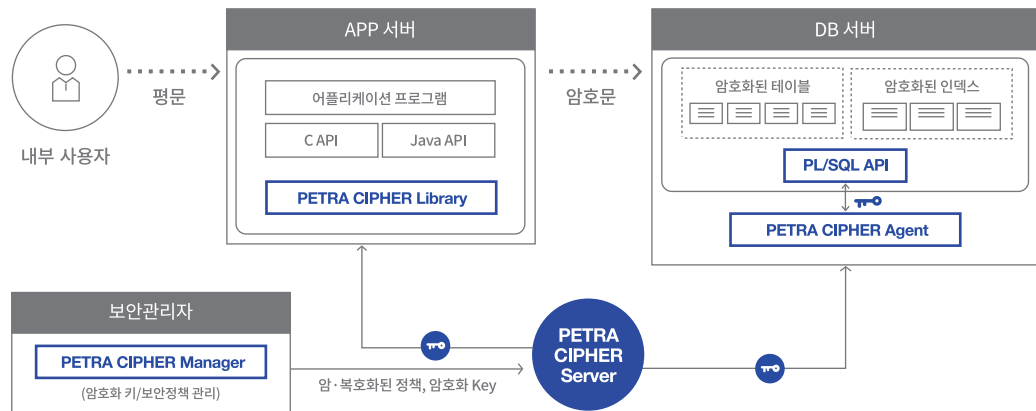 APP 서버
DB 서버
평문
내부 사용자
어플리케이션 프로그램
C API
Java API
PETRA CIPHER Library
암호문
암호화된 테이블
암호화된 인덱스
PL/SQL API
PETRA CIPHER Agent
보안관리자
PETRA CIPHER Manager
(암호화 키/보안정책 관리)
암·복호화된 정책, 암호화 Key
PETRA
CIPHER
Server